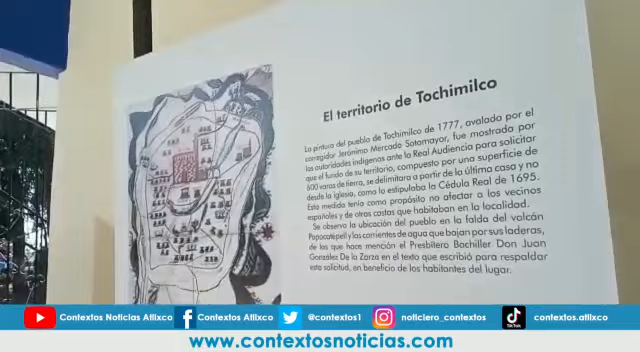 El territorio de Tochimilco
La pintura del pueblo de Tochimilco de 1777, avalada por el
corregidor Jerónimo Mercado Sotomayor, fue mostrada por
las autoridades indígenas ante la Real Audiencia para solicitar
que el fundo de su territorio, compuesto por una superficie de
600 varas de tierra, se delimitara a partir de la última casa y no
desde la iglesia, como lo estipulaba la Cédula Real de 1695.
Esta medida tenía como propósito no afectar a los vecinos
españoles y de otras castas que habitaban en la localidad.
Se observa la ubicación del pueblo en la falda del volcán
Popocatépetl y las corrientes de agua que bajan por sus laderas,
de las que hace mención el Presbítero Bachiller Don Juan
González De la Zarza en el texto que escribió para respaldar
esta solicitud, en beneficio de los habitantes del lugar.
Contextos Noticias Atlixco
Contextos Atlixco
@contextos1
noticiero_contextos
TikTok
contextos.atlixco
www.contextosnoticias.com